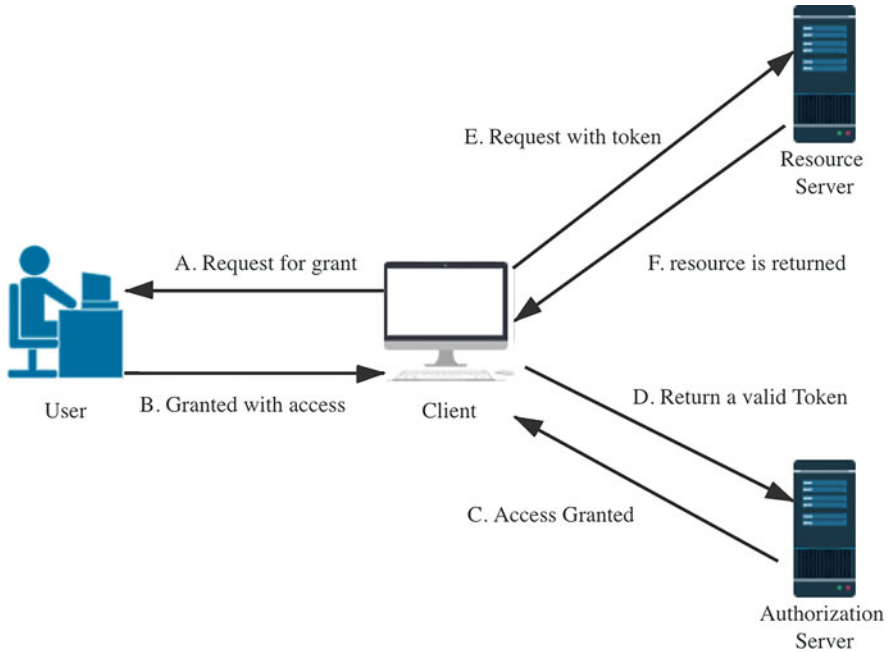 E. Request with token
Resource
Server
A. Request for grant
F. resource is returned
User
B. Granted with access
Client
D. Return a valid Token
C. Access Granted
Authorization
Server